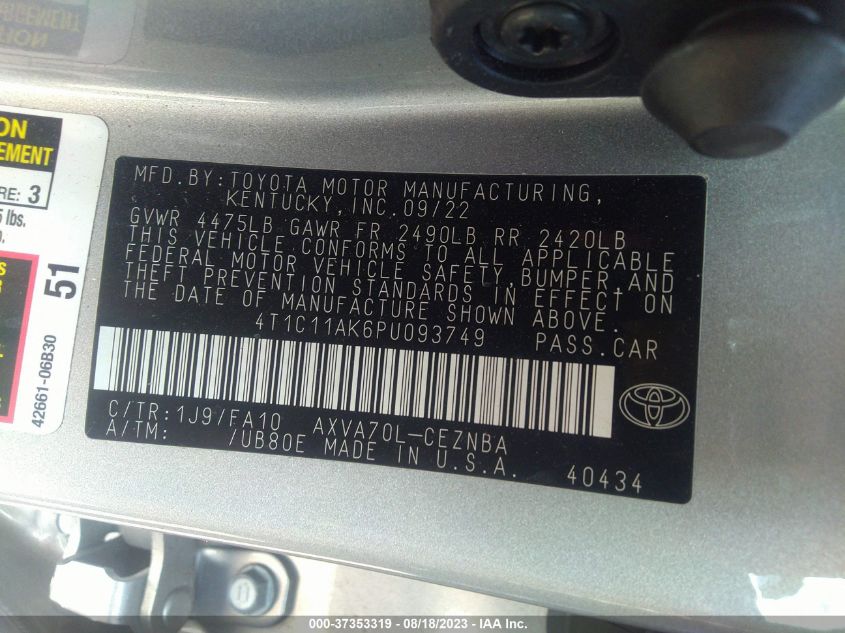 CEMENT
ON
EMENT
RE: 3
lbs.
51
42661-06B30
MFD.BY:TOYOTA MOTOR MANUFACTURING,
KENTUCKY,INC.09/22
GVWR 4475LB GAWR FR 2490LB RR 2420LB
THIS VEHICLE CONFORMS TO ALL APPLICABLE
FEDERAL MOTOR VEHICLE SAFETY,BUMPER,AND
THEFT PREVENTION STANDARDS IN EFFECT ON
THE DATE OF MANUFACTURE SHOWN ABOVE.
4T1C11AK6PU093749 PASS.CAR
C/TR:1J9/FA10 AXVA70L-CEZNBA
A/TM: /UB80E MADE IN U.S.A. 40434
000-37353319 - 08/18/2023 - IAA Inc.